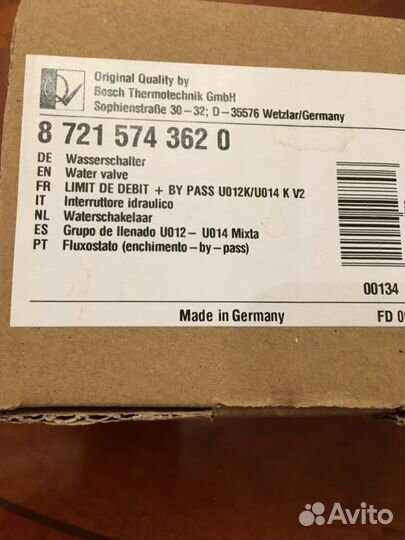 Original Quality by
Bosch Thermotechnik GmbH
Sophienstraße 30-32; D-35576 Wetzlar/Germany
8 721 574 362 0
DE Wasserschalter
EN Water valve
FR LIMIT DE DEBIT + BY PASS U012K/U014 K V2
IT Interruttore idraulico
NL Waterschakelaar
ES Grupo de llenado U012- U014 Mixta
PT Fluxostato (enchimento-by-pass)
00134
Made in Germany FD
Avito